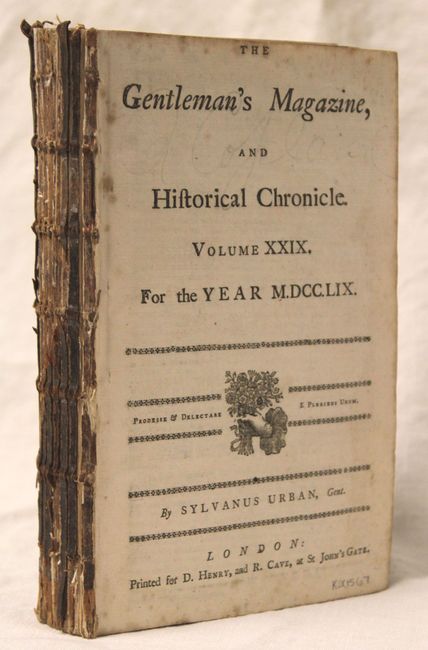 THE
Gentleman's Magazine,
AND
Hiſtorical Chronicle.
VOLUME XXIX.
For the YEAR M.DCC.LIX.
PRODESSE & DELECTARE
E PLURIBUS UNUM.
By SYLVANUS URBAN, Gent.
LONDON:
Printed for D. HENRY, and R. CAVE, at St JOHN'S GATE.